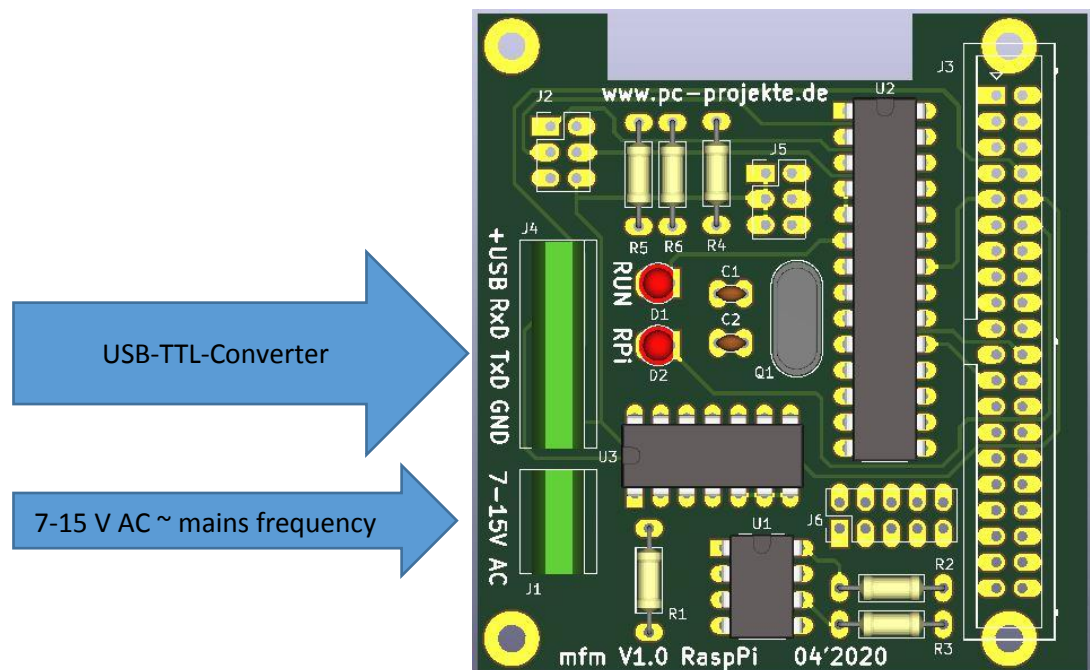 J3
U2
www.pc-projekte.de
J2
J5
J4
R5 R6 R4
+USB RxD TxD GND
RUN
C1
D1
USB-TTL-Converter
RPi
C2
D2
Q1
U3
7-15V AC
7-15 V AC ~ mains frequency
U1
J6
R2
J1
R1
R3
mfm V1.0 RaspPi 04'2020